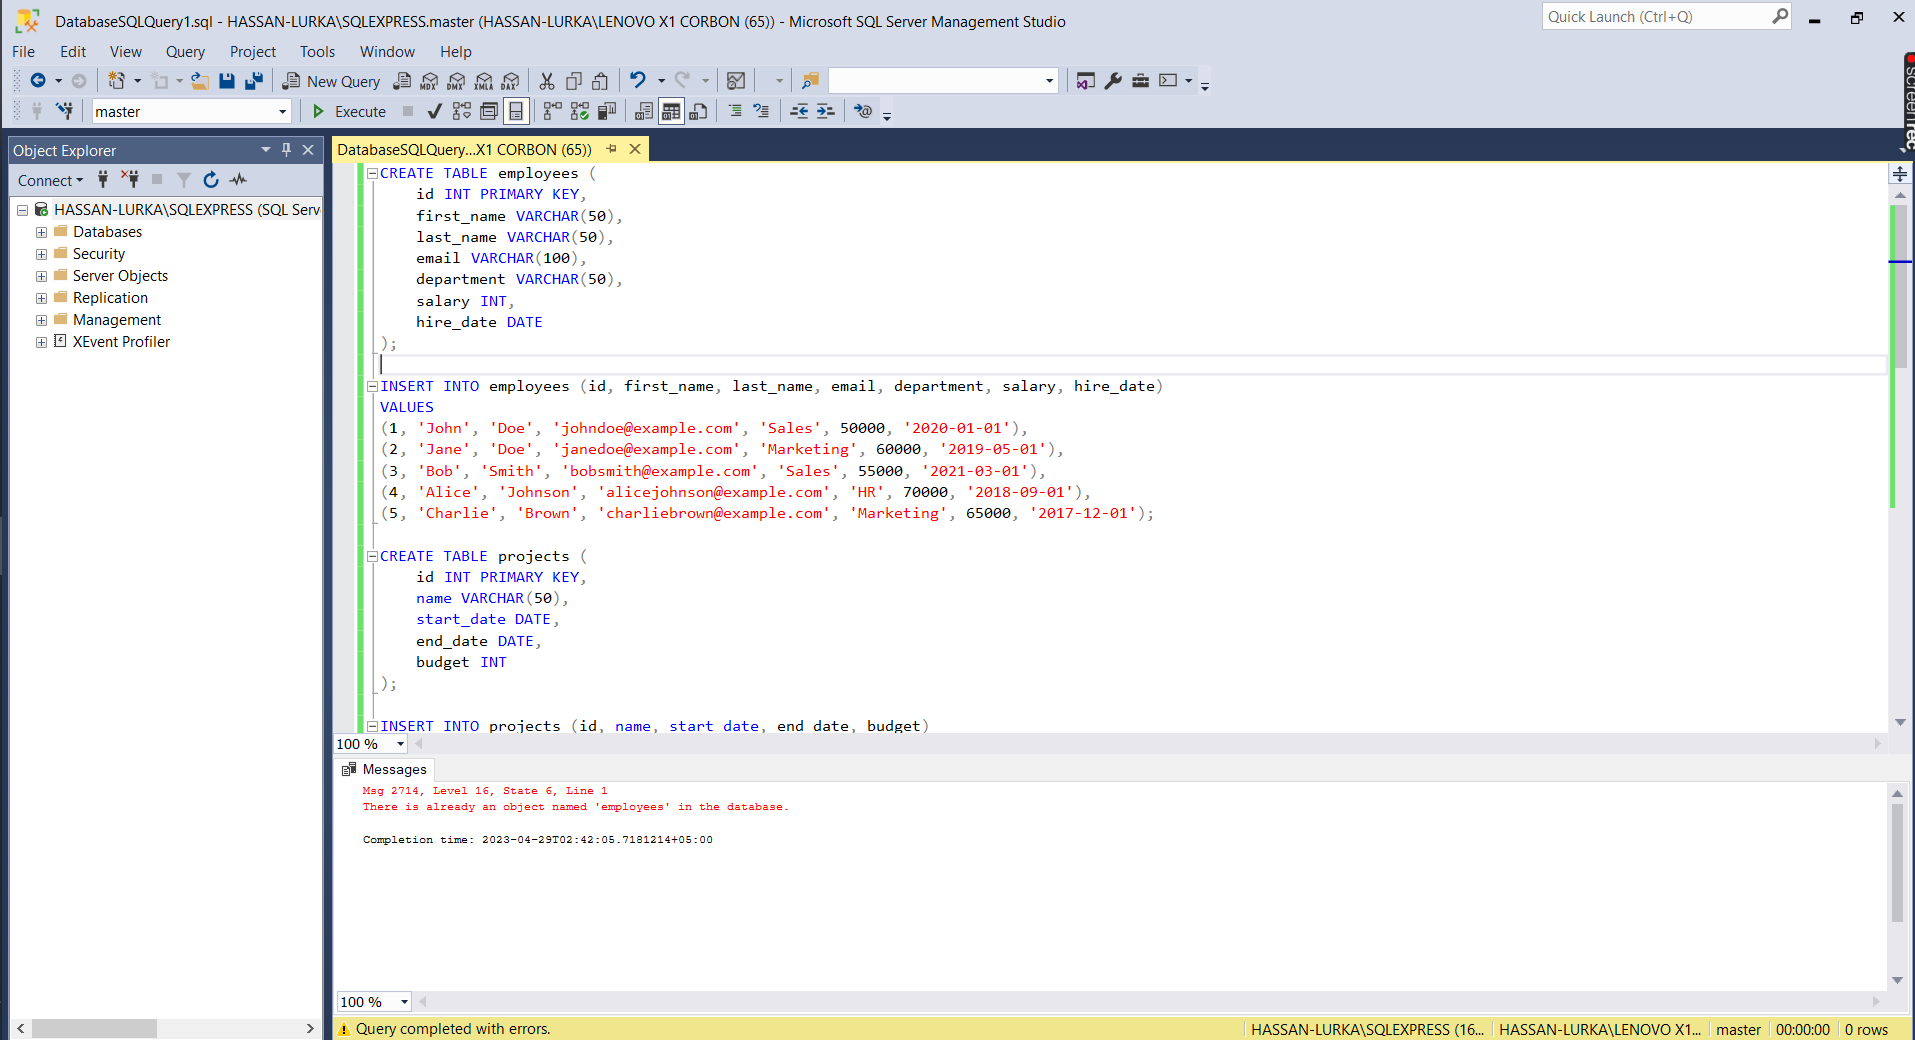 DatabaseSQLQuery1.sql - HASSAN-LURKA\SQLEXPRESS.master (HASSAN-LURKA\LENOVO X1 CORBON (65)) - Microsoft SQL Server Management Studio
Quick Launch (Ctrl+Q)
File Edit View Query Project Tools Window Help
New Query MDX DMX XMLA DAX
master Execute
screenrec
Object Explorer
DatabaseSQLQuery...X1 CORBON (65))
Connect
HASSAN-LURKA\SQLEXPRESS (SQL Serv
Databases
Security
Server Objects
Replication
Management
XEvent Profiler
CREATE TABLE employees (
id INT PRIMARY KEY,
first_name VARCHAR(50),
last_name VARCHAR(50),
email VARCHAR(100),
department VARCHAR(50),
salary INT,
hire_date DATE
);
INSERT INTO employees (id, first_name, last_name, email, department, salary, hire_date)
VALUES
(1, 'John', 'Doe', 'johndoe@example.com', 'Sales', 50000, '2020-01-01'),
(2, 'Jane', 'Doe', 'janedoe@example.com', 'Marketing', 60000, '2019-05-01'),
(3, 'Bob', 'Smith', 'bobsmith@example.com', 'Sales', 55000, '2021-03-01'),
(4, 'Alice', 'Johnson', 'alicejohnson@example.com', 'HR', 70000, '2018-09-01'),
(5, 'Charlie', 'Brown', 'charliebrown@example.com', 'Marketing', 65000, '2017-12-01');
CREATE TABLE projects (
id INT PRIMARY KEY,
name VARCHAR(50),
start_date DATE,
end_date DATE,
budget INT
);
INSERT INTO projects (id, name, start_date, end_date, budget)
100 %
Messages
Msg 2714, Level 16, State 6, Line 1
There is already an object named 'employees' in the database.
Completion time: 2023-04-29T02:42:05.7181214+05:00
100 %
Query completed with errors.
HASSAN-LURKA\SQLEXPRESS (16... HASSAN-LURKA\LENOVO X1... master 00:00:00 0 rows